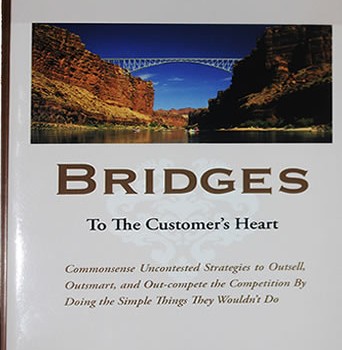 BRIDGES
To The Customer's Heart
Commonsense Uncontested Strategies to Outsell,
Outsmart, and Out-compete the Competition By
Doing the Simple Things They Wouldn't Do